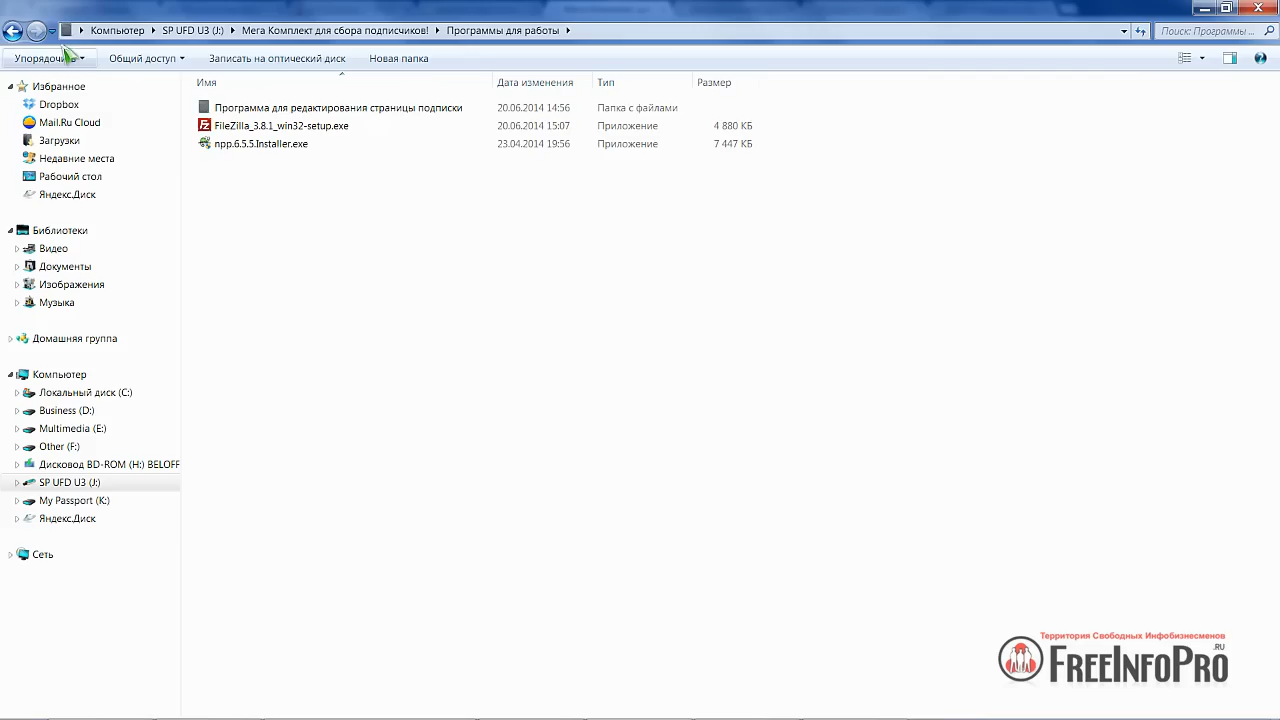 Компьютер SP UFD U3 (J:) Мега Комплект для сбора подписчиков! Программы для работы Поиск: Программы ...
Общий доступ Записать на оптический диск Новая папка
Имя Дата изменения Тип Размер
Программа для редактирования страницы подписки 20.06.2014 14:56 Папка с файлами
FileZilla_3.8.1_win32-setup.exe 20.06.2014 15:07 Приложение 4 880 КБ
npp.6.5.5.Installer.exe 23.04.2014 19:56 Приложение 7 447 КБ
Избранное
Dropbox
Mail.Ru Cloud
Загрузки
Недавние места
Рабочий стол
Яндекс.Диск
Библиотеки
Видео
Документы
Изображения
Музыка
Домашняя группа
Компьютер
Локальный диск (C:)
Business (D:)
Multimedia (E:)
Other (F:)
Дисковод BD-ROM (H:) BELOFF
SP UFD U3 (J:)
My Passport (K:)
Яндекс.Диск
Сеть
Территория Свободных Инфобизнесменов
.RU
FREEINFOPRO